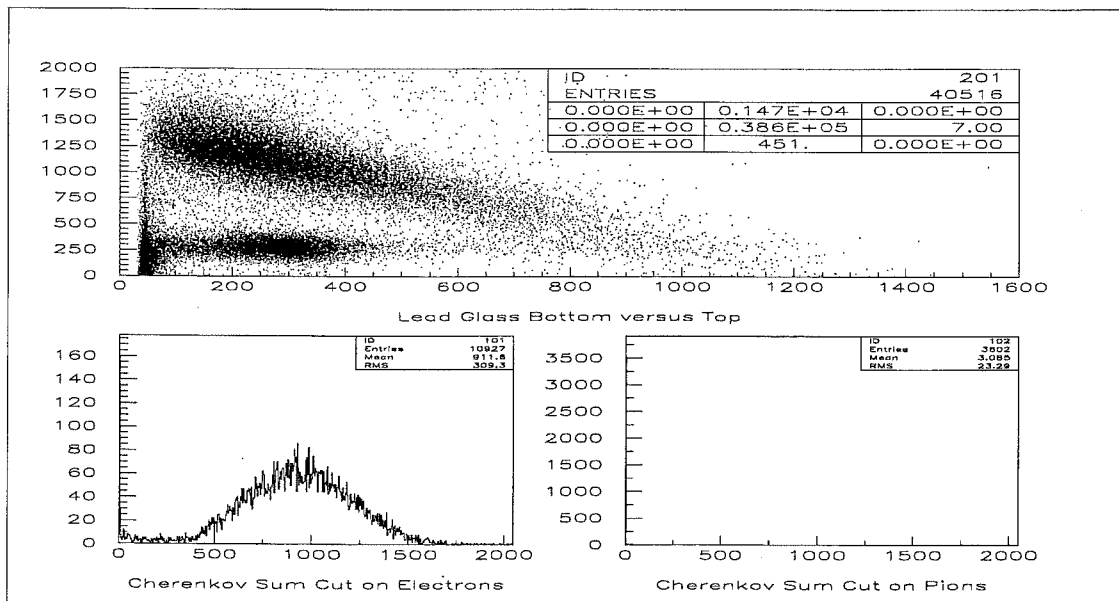 2000
1750
1500
1250
1000
750
500
250
0
ID 201
ENTRIES 40516
0.000E+00 0.147E+04 0.000E+00
0.000E+00 0.386E+05 7.00
0.000E+00 451. 0.000E+00
0 200 400 600 800 1000 1200 1400 1600
Lead Glass Bottom versus Top
160
140
120
100
80
60
40
20
0
ID 101
Entries 10927
Mean 911.6
RMS 309.3
0 500 1000 1500 2000
Cherenkov Sum Cut on Electrons
3500
3000
2500
2000
1500
1000
500
0
ID 102
Entries 3802
Mean 3.085
RMS 23.29
0 500 1000 1500 2000
Cherenkov Sum Cut on Pions